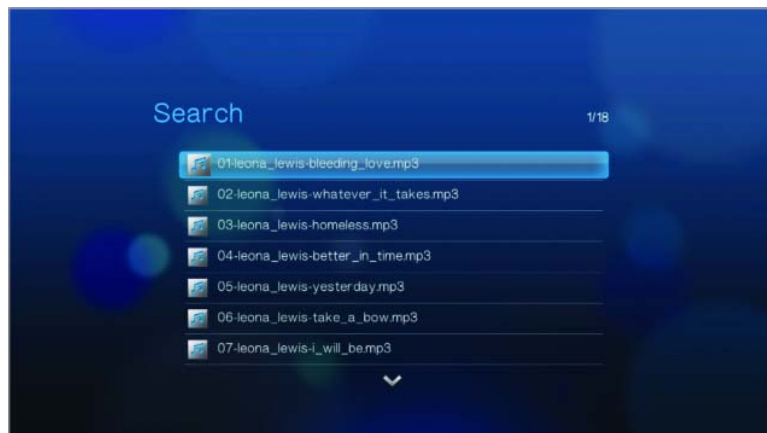 Search
1/18
01-leona_lewis-bleeding_love.mp3
02-leona_lewis-whatever_it_takes.mp3
03-leona_lewis-homeless.mp3
04-leona_lewis-better_in_time.mp3
05-leona_lewis-yesterday.mp3
06-leona_lewis-take_a_bow.mp3
07-leona_lewis-i_will_be.mp3